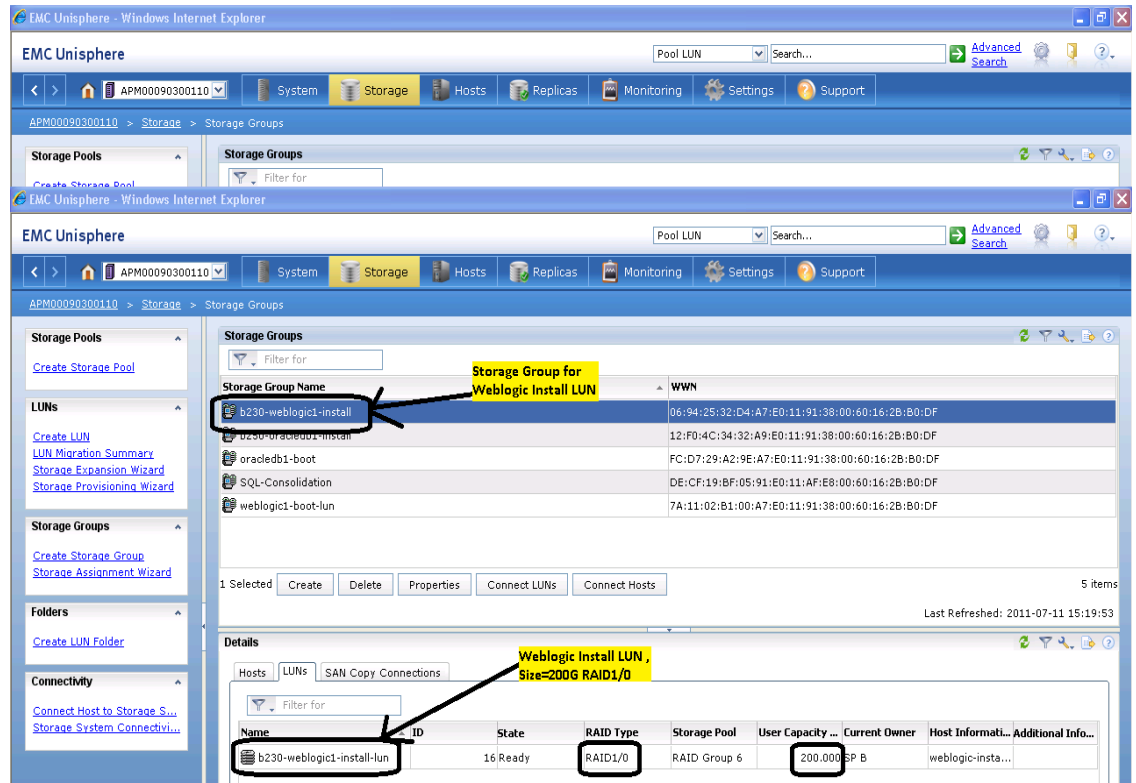 EMC Unisphere - Windows Internet Explorer
EMC Unisphere
Pool LUN
Search...
Advanced Search
APM00090300110
System
Storage
Hosts
Replicas
Monitoring
Settings
Support
APM00090300110 > Storage > Storage Groups
Storage Pools
Create Storage Pool
Storage Groups
Filter for
EMC Unisphere - Windows Internet Explorer
EMC Unisphere
Pool LUN
Search...
Advanced Search
APM00090300110
System
Storage
Hosts
Replicas
Monitoring
Settings
Support
APM00090300110 > Storage > Storage Groups
Storage Pools
Create Storage Pool
LUNs
Create LUN
LUN Migration Summary
Storage Expansion Wizard
Storage Provisioning Wizard
Storage Groups
Create Storage Group
Storage Assignment Wizard
Folders
Create LUN Folder
Connectivity
Connect Host to Storage S...
Storage System Connectivi...
Storage Groups
Filter for
Storage Group for
Weblogic Install LUN
Storage Group Name WWN
b230-weblogic1-install 06:94:25:32:D4:A7:E0:11:91:38:00:60:16:2B:B0:DF
b230-oracledb1-install 12:F0:4C:34:32:A9:E0:11:91:38:00:60:16:2B:B0:DF
oracledb1-boot FC:D7:29:A2:9E:A7:E0:11:91:38:00:60:16:2B:B0:DF
SQL-Consolidation DE:CF:19:BF:05:91:E0:11:AF:E8:00:60:16:2B:B0:DF
weblogic1-boot-lun 7A:11:02:B1:00:A7:E0:11:91:38:00:60:16:2B:B0:DF
1 Selected Create Delete Properties Connect LUNs Connect Hosts 5 items
Last Refreshed: 2011-07-11 15:19:53
Details
Weblogic Install LUN ,
Size=200G RAID1/0
Hosts LUNs SAN Copy Connections
Filter for
Name ID State RAID Type Storage Pool User Capacity ... Current Owner Host Informati... Additional Info...
b230-weblogic1-install-lun 16 Ready RAID1/0 RAID Group 6 200.000 SP B weblogic-insta...